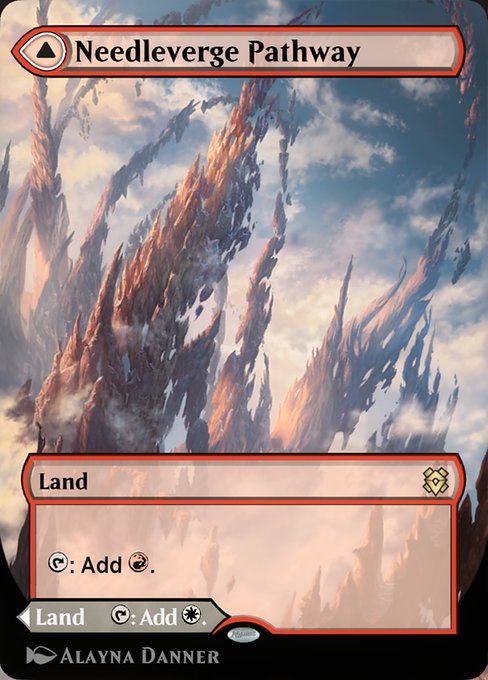 Needleverge Pathway
Land
: Add .
Land : Add .
Alayna Danner